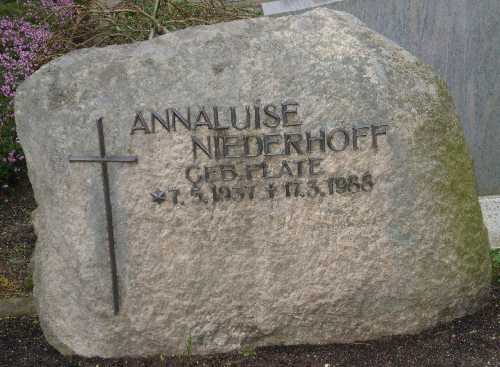 ANNALUISE
NIEDERHOFF
GEB. PLATE
* 7. 5. 1937 † 17. 3. 1988